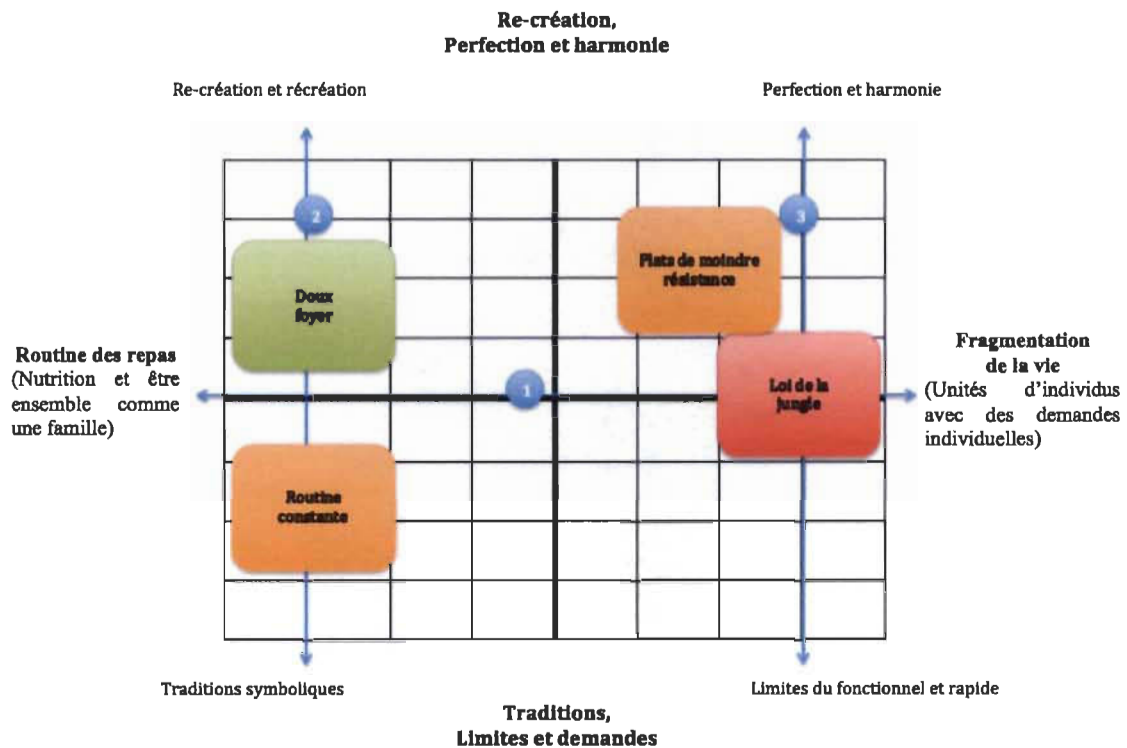 Re-création,
Perfection et harmonie
Re-création et récréation
Perfection et harmonie
2
3
Plats de moindre
résistance
Doux
foyer
Routine des repas
(Nutrition et être
ensemble comme
une famille)
1
Loi de la
jungle
Fragmentation
de la vie
(Unités d'individus
avec des demandes
individuelles)
Routine
constante
Traditions symboliques
Limites du fonctionnel et rapide
Traditions,
Limites et demandes